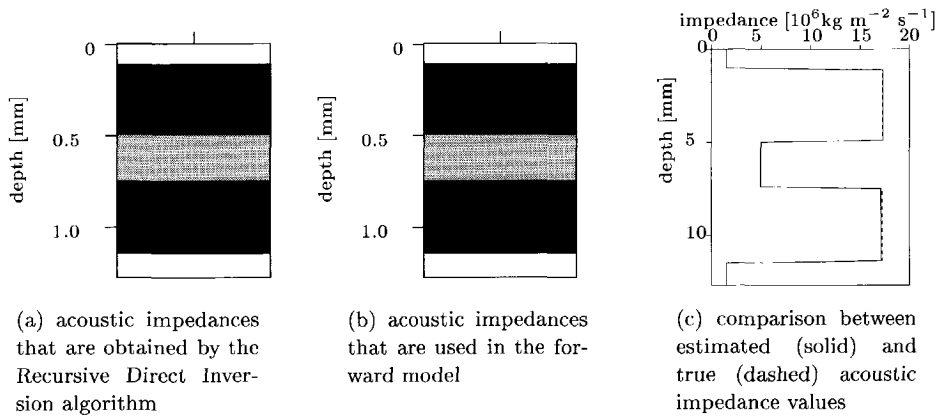 impedance [10⁶kg m⁻² s⁻¹]
0 5 10 15 20
0
0.5
1.0
depth [mm]
0
0.5
1.0
depth [mm]
0
5
10
depth [mm]
(a) acoustic impedances
that are obtained by the
Recursive Direct Inver-
sion algorithm
(b) acoustic impedances
that are used in the for-
ward model
(c) comparison between
estimated (solid) and
true (dashed) acoustic
impedance values